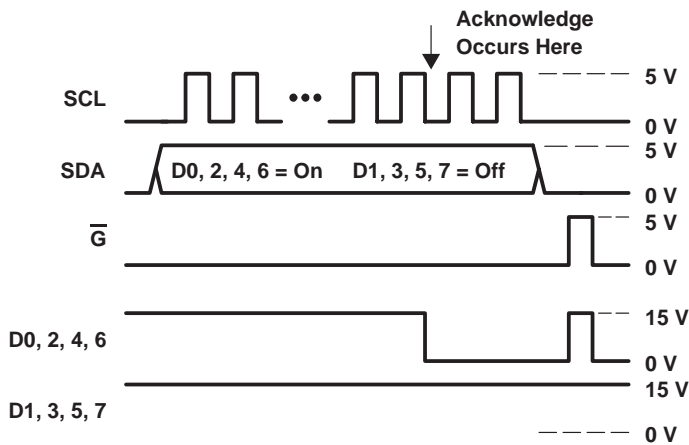 Acknowledge
Occurs Here
SCL
5 V
0 V
SDA
D0, 2, 4, 6 = On D1, 3, 5, 7 = Off
5 V
0 V
G
5 V
0 V
D0, 2, 4, 6
15 V
0 V
D1, 3, 5, 7
15 V
0 V